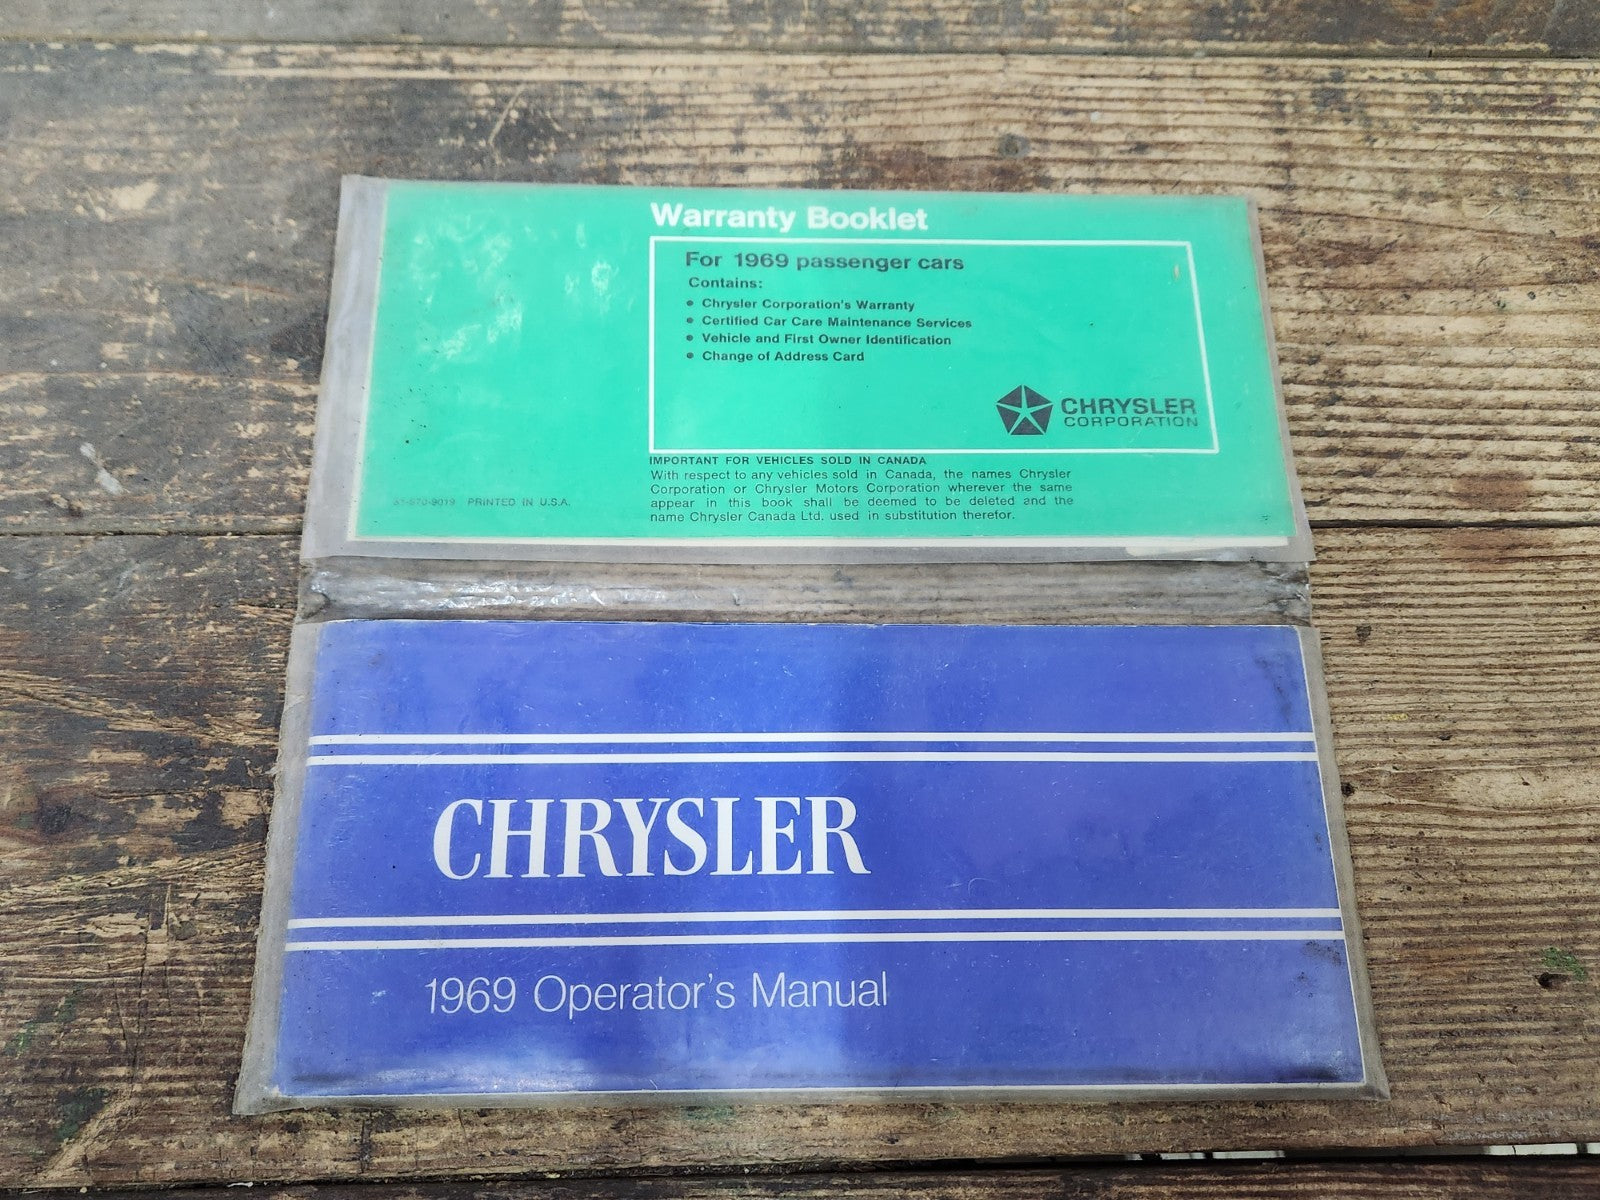 Warranty Booklet
For 1969 passenger cars
Contains:
• Chrysler Corporation's Warranty
• Certified Car Care Maintenance Services
• Vehicle and First Owner Identification
• Change of Address Card
CHRYSLER
CORPORATION
IMPORTANT FOR VEHICLES SOLD IN CANADA
With respect to any vehicles sold in Canada, the names Chrysler
Corporation or Chrysler Motors Corporation wherever the same
appear in this book shall be deemed to be deleted and the
name Chrysler Canada Ltd. used in substitution therefor.
PRINTED IN U.S.A.
CHRYSLER
1969 Operator's Manual